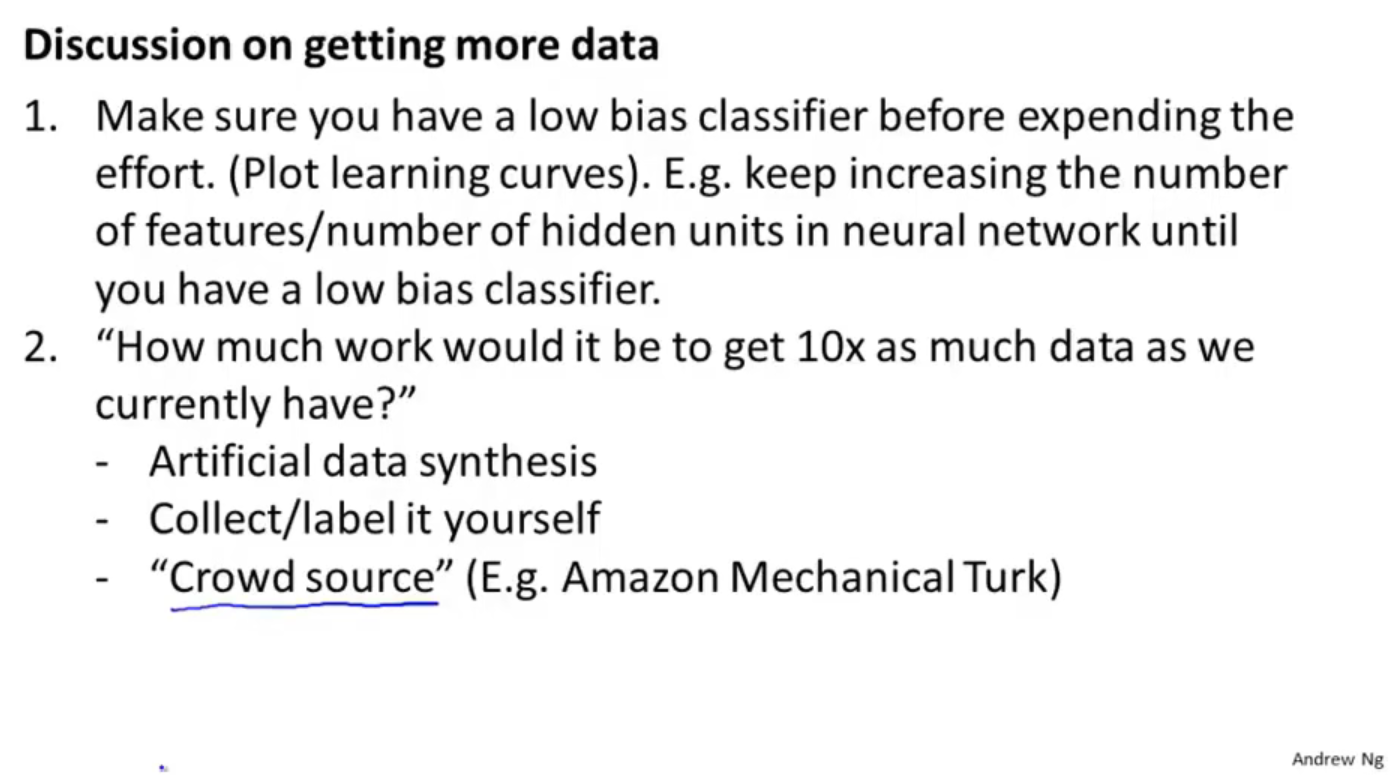 Discussion on getting more data
1. Make sure you have a low bias classifier before expending the
effort. (Plot learning curves). E.g. keep increasing the number
of features/number of hidden units in neural network until
you have a low bias classifier.
2. “How much work would it be to get 10x as much data as we
currently have?”
- Artificial data synthesis
- Collect/label it yourself
- “Crowd source” (E.g. Amazon Mechanical Turk)
Andrew Ng